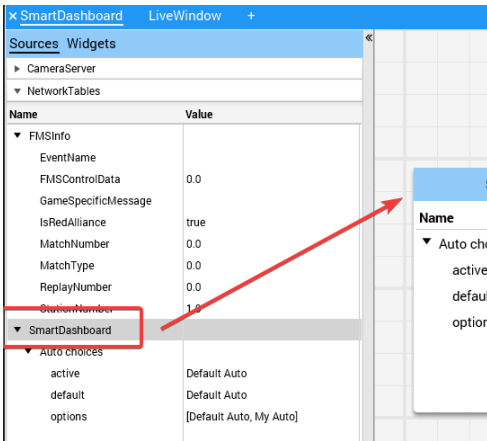 × SmartDashboard LiveWindow +
Sources Widgets
CameraServer
NetworkTables
Name Value
FMSInfo
EventName
FMSControlData 0.0
GameSpecificMessage
IsRedAlliance true
MatchNumber 0.0
MatchType 0.0
ReplayNumber 0.0
StationNumber 1.0
SmartDashboard
Auto choices
active Default Auto
default Default Auto
options [Default Auto, My Auto]
Name
Auto cho
active
defaul
option